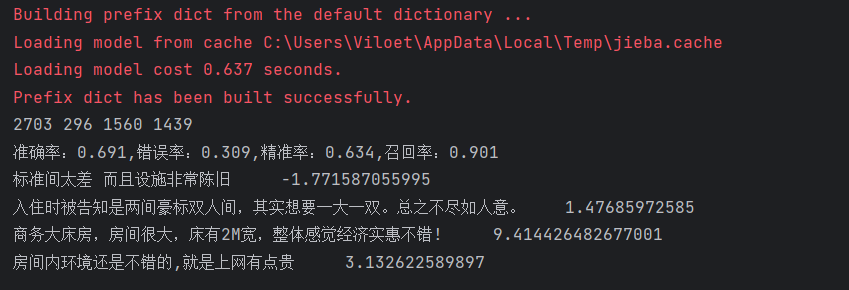 Building prefix dict from the default dictionary ...
Loading model from cache C:\Users\Viloet\AppData\Local\Temp\jieba.cache
Loading model cost 0.637 seconds.
Prefix dict has been built successfully.
2703 296 1560 1439
准确率：0.691,错误率：0.309,精准率：0.634,召回率：0.901
标准间太差 而且设施非常陈旧 -1.771587055995
入住时被告知是两间豪标双人间，其实想要一大一双。总之不尽如人意。 1.47685972585
商务大床房，房间很大，床有2M宽，整体感觉经济实惠不错！ 9.414426482677001
房间内环境还是不错的,就是上网有点贵 3.132622589897